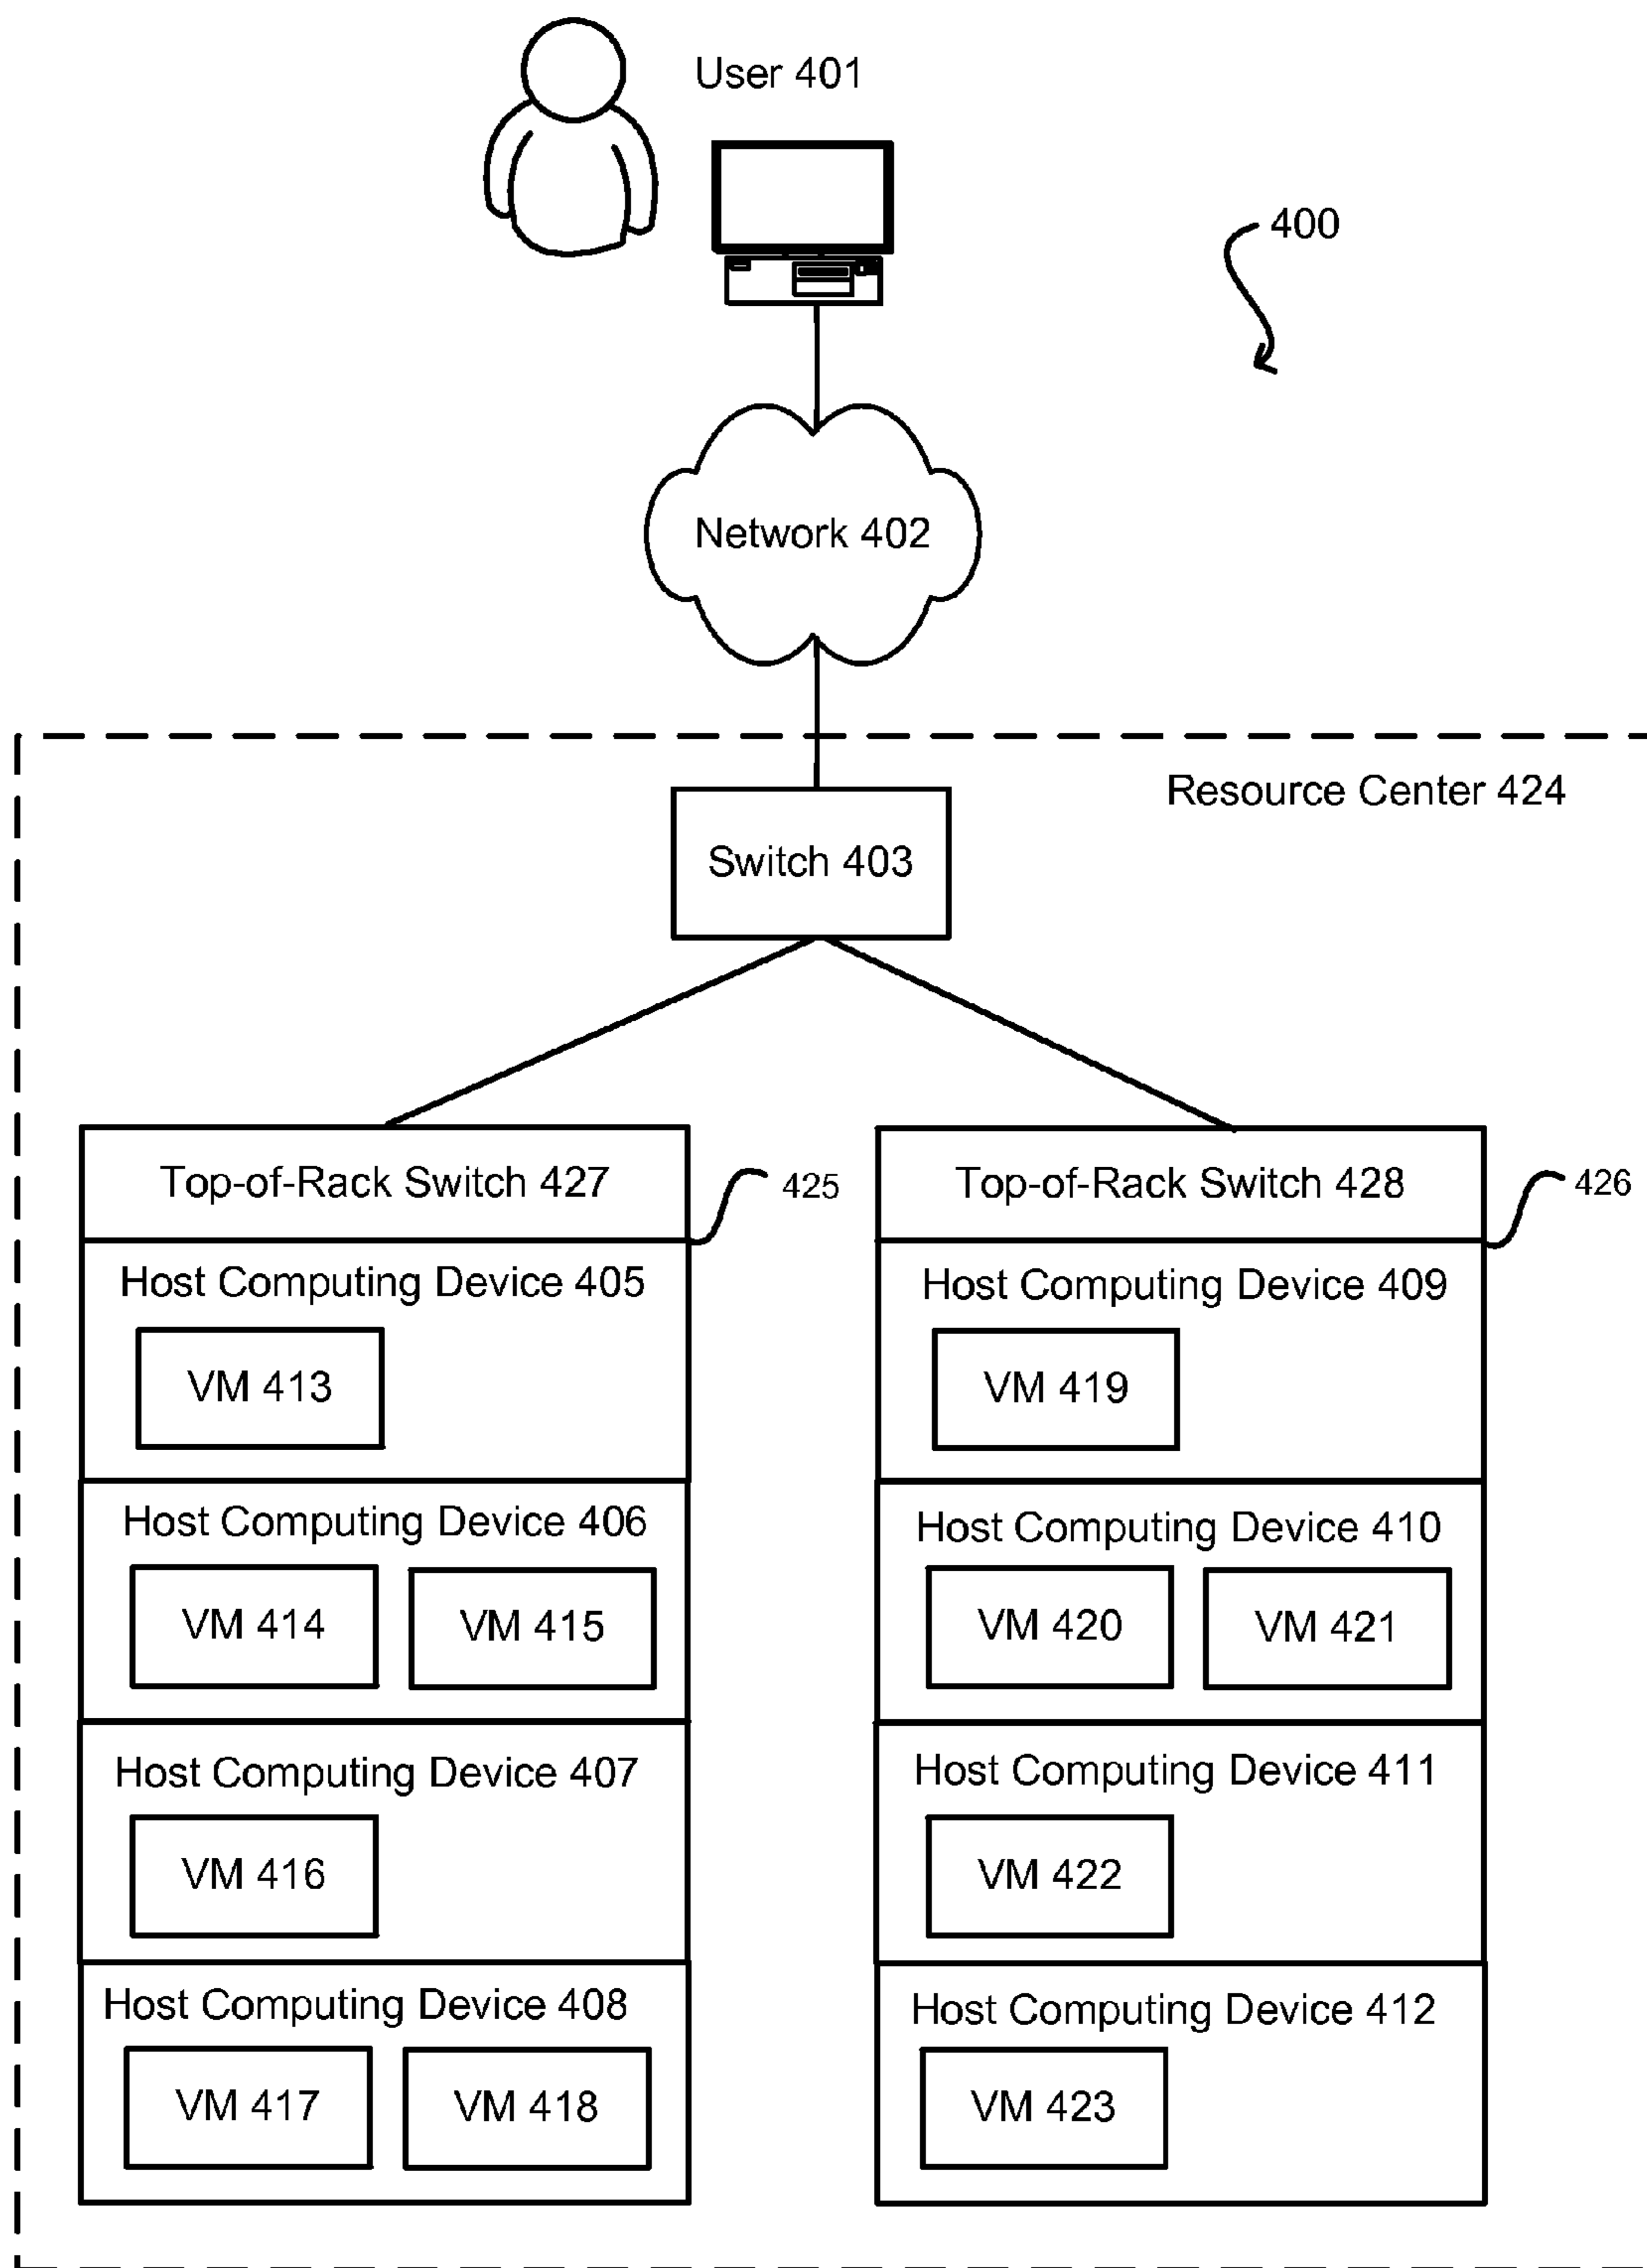 User 401
400
Network 402
Resource Center 424
Switch 403
Top-of-Rack Switch 427
425
Host Computing Device 405
VM 413
Host Computing Device 406
VM 414
VM 415
Host Computing Device 407
VM 416
Host Computing Device 408
VM 417
VM 418
Top-of-Rack Switch 428
426
Host Computing Device 409
VM 419
Host Computing Device 410
VM 420
VM 421
Host Computing Device 411
VM 422
Host Computing Device 412
VM 423